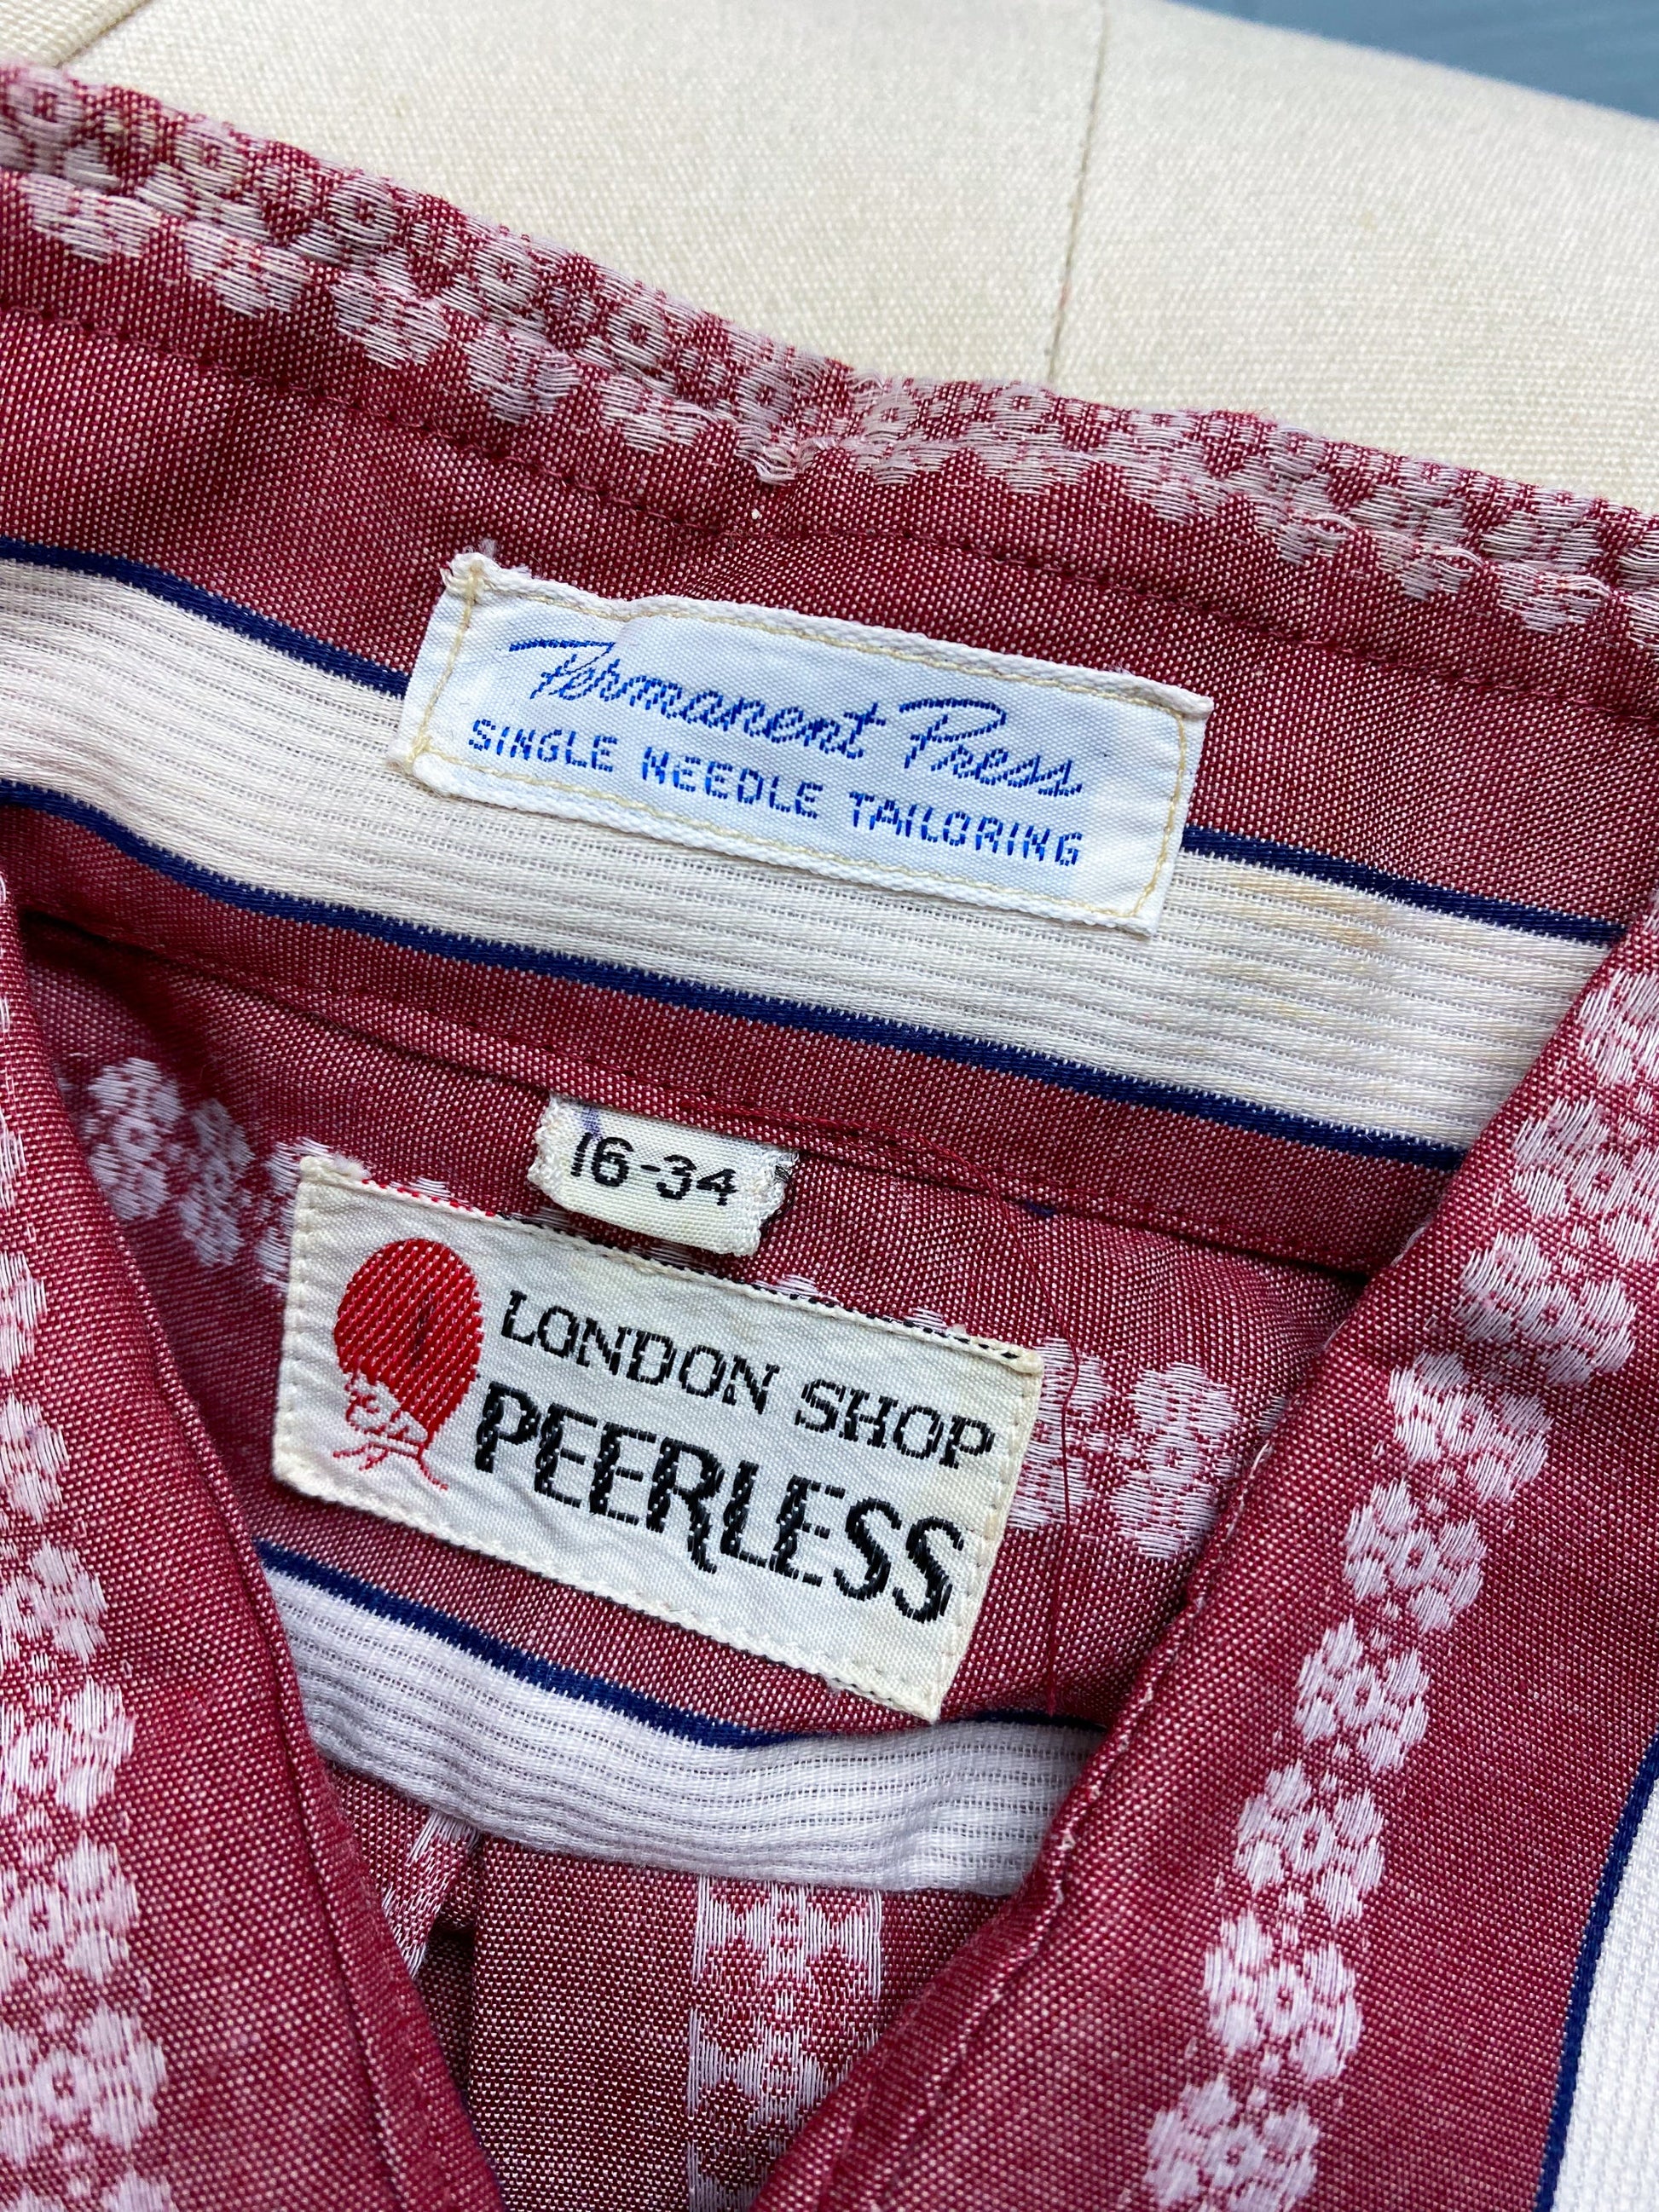 Permanent Press
SINGLE NEEDLE TAILORING
16-34
LONDON SHOP
PEERLESS